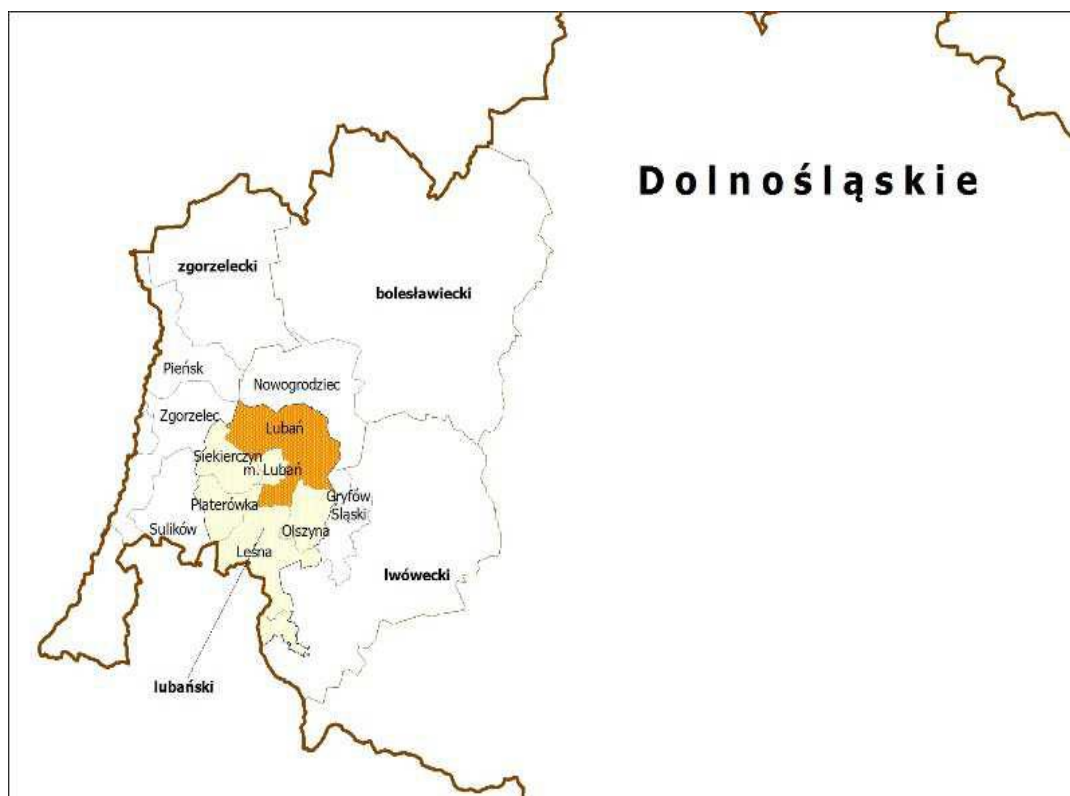 Dolnośląskie
zgorzelecki
bolesławiecki
Pieńsk
Nowogrodziec
Zgorzelec
Lubań
Siekierczyn
m. Lubań
Platerówka
Gryfów
Śląski
Sulików
Olszyna
Leśna
lwówecki
lubański